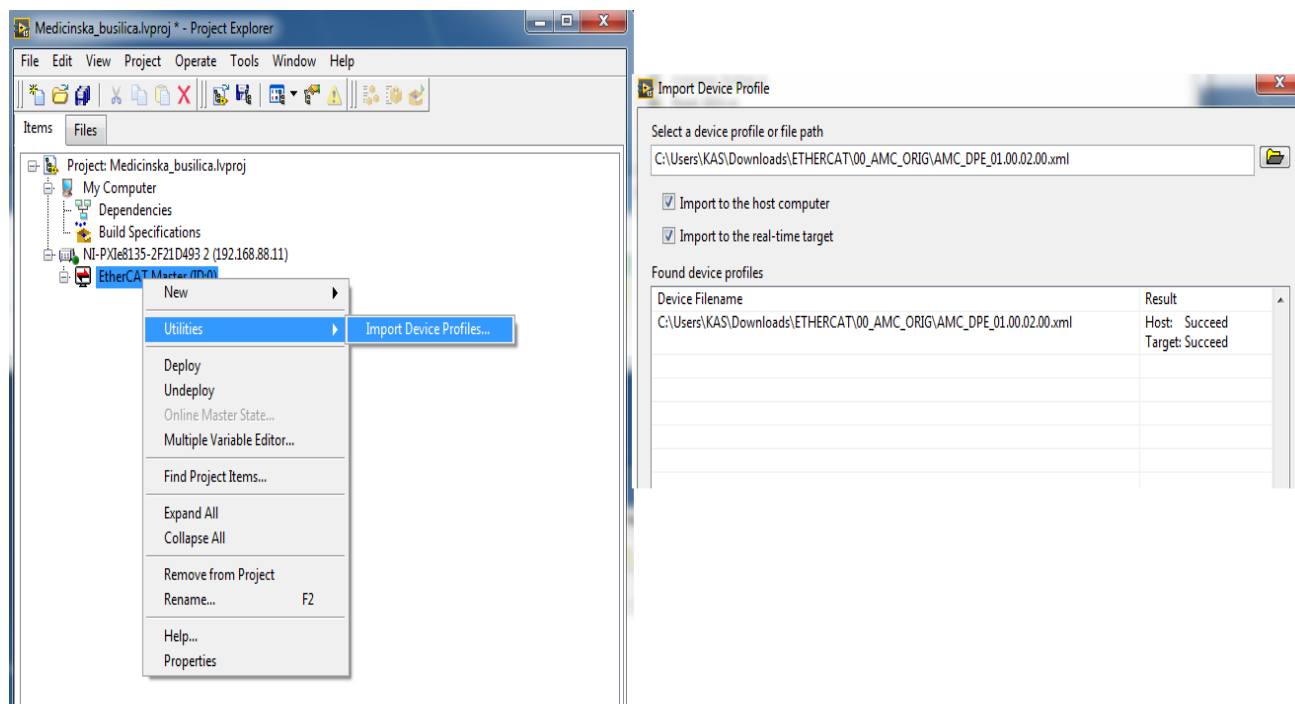 Medicinska_busilica.lvproj * - Project Explorer
File Edit View Project Operate Tools Window Help
Items Files
Project: Medicinska_busilica.lvproj
My Computer
Dependencies
Build Specifications
NI-PXIe8135-2F21D493 2 (192.168.88.11)
EtherCAT Master (ID:0)
New
Utilities
Import Device Profiles...
Deploy
Undeploy
Online Master State...
Multiple Variable Editor...
Find Project Items...
Expand All
Collapse All
Remove from Project
Rename... F2
Help...
Properties
Import Device Profile
Select a device profile or file path
C:\Users\KAS\Downloads\ETHERCAT\00_AMC_ORIG\AMC_DPE_01.00.02.00.xml
Import to the host computer
Import to the real-time target
Found device profiles
Device Filename Result
C:\Users\KAS\Downloads\ETHERCAT\00_AMC_ORIG\AMC_DPE_01.00.02.00.xml Host: Succeed
Target: Succeed